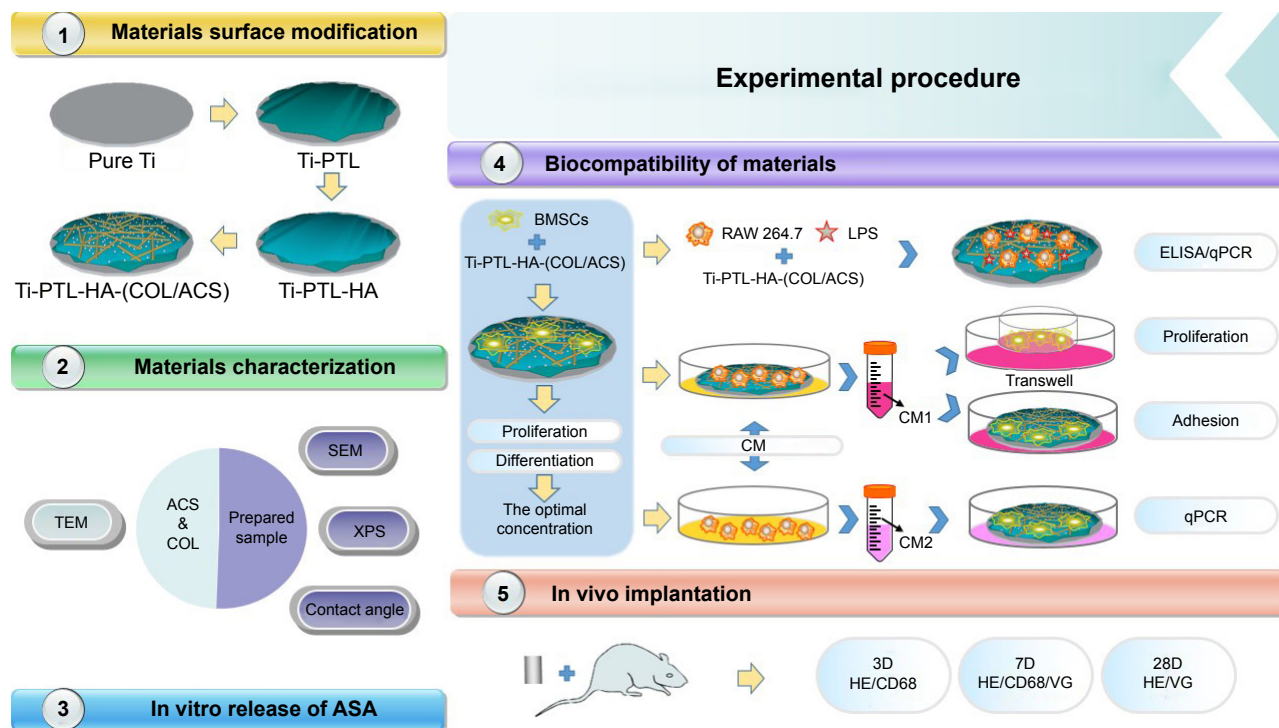 1
Materials surface modification
Pure Ti
Ti-PTL
Ti-PTL-HA-(COL/ACS)
Ti-PTL-HA
2
Materials characterization
TEM
ACS
&
COL
Prepared
sample
SEM
XPS
Contact angle
3
In vitro release of ASA
Experimental procedure
4
Biocompatibility of materials
BMSCs
Ti-PTL-HA-(COL/ACS)
Proliferation
Differentiation
The optimal
concentration
RAW 264.7
LPS
Ti-PTL-HA-(COL/ACS)
ELISA/qPCR
CM1
Transwell
Proliferation
Adhesion
CM
CM2
qPCR
5
In vivo implantation
3D
HE/CD68
7D
HE/CD68/VG
28D
HE/VG